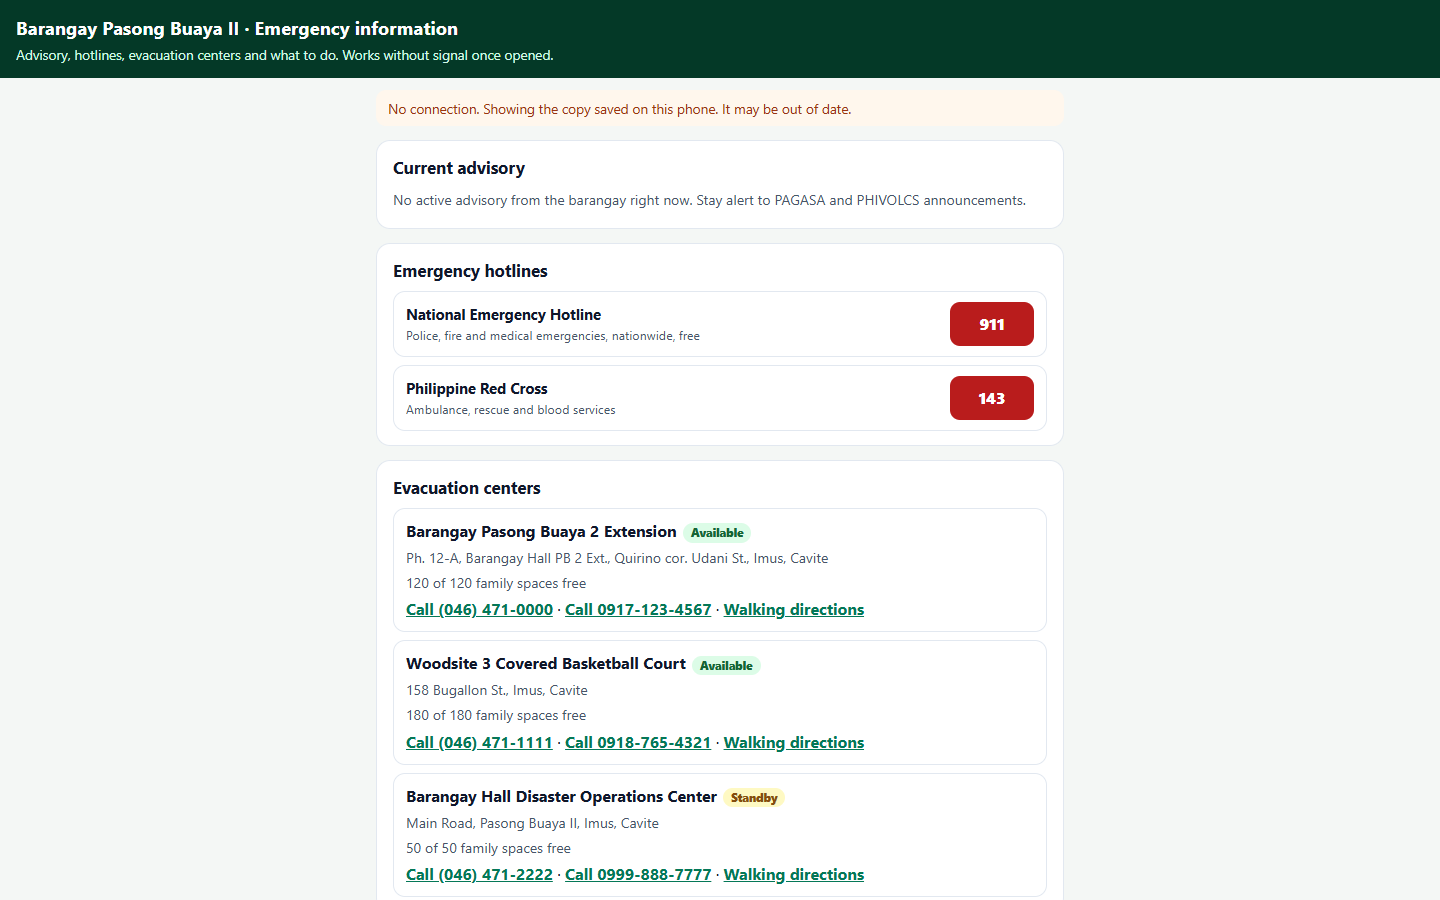 Barangay Pasong Buaya II · Emergency information
Advisory, hotlines, evacuation centers and what to do. Works without signal once opened.
No connection. Showing the copy saved on this phone. It may be out of date.
Current advisory
No active advisory from the barangay right now. Stay alert to PAGASA and PHIVOLCS announcements.
Emergency hotlines
National Emergency Hotline
Police, fire and medical emergencies, nationwide, free
911
Philippine Red Cross
Ambulance, rescue and blood services
143
Evacuation centers
Barangay Pasong Buaya 2 Extension Available
Ph. 12-A, Barangay Hall PB 2 Ext., Quirino cor. Udani St., Imus, Cavite
120 of 120 family spaces free
Call (046) 471-0000 · Call 0917-123-4567 · Walking directions
Woodsite 3 Covered Basketball Court Available
158 Bugallon St., Imus, Cavite
180 of 180 family spaces free
Call (046) 471-1111 · Call 0918-765-4321 · Walking directions
Barangay Hall Disaster Operations Center Standby
Main Road, Pasong Buaya II, Imus, Cavite
50 of 50 family spaces free
Call (046) 471-2222 · Call 0999-888-7777 · Walking directions